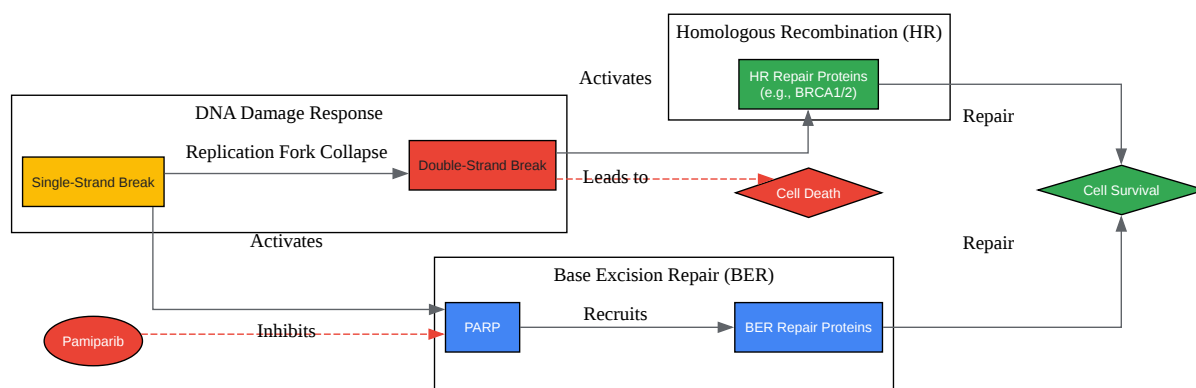 Homologous Recombination (HR)
Activates
HR Repair Proteins
(e.g., BRCA1/2)
DNA Damage Response
Repair
Replication Fork Collapse
Double-Strand Break
Single-Strand Break
Leads to
Cell Death
Cell Survival
Activates
Repair
Base Excision Repair (BER)
Pamiparib
Inhibits
PARP
Recruits
BER Repair Proteins